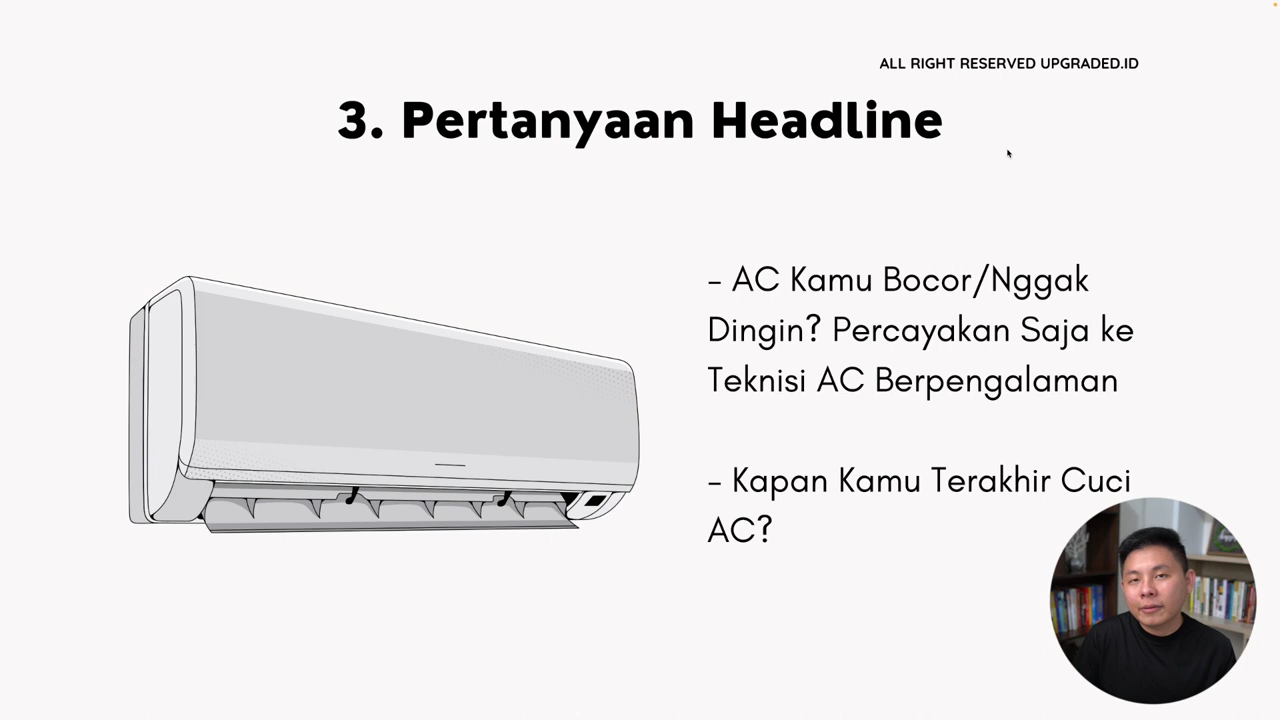 ALL RIGHT RESERVED UPGRADED.ID
3. Pertanyaan Headline
- AC Kamu Bocor/Nggak
Dingin? Percayakan Saja ke
Teknisi AC Berpengalaman
- Kapan Kamu Terakhir Cuci
AC?